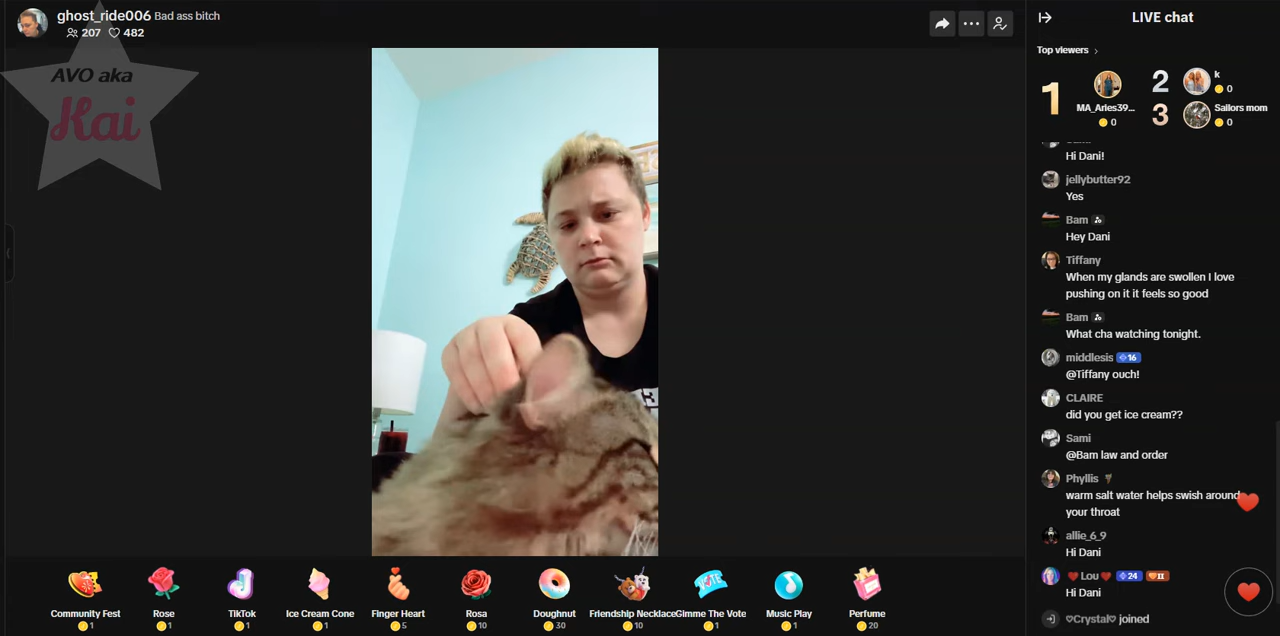 ghost_ride006 Bad ass bitch
207 482
AVO aka
Kai
LIVE chat
Top viewers
1
MA_Aries39...
0
2
k
0
3
Sailors mom
0
Hi Dani!
jellybutter92
Yes
Bam
Hey Dani
Tiffany
When my glands are swollen I love
pushing on it it feels so good
Bam
What cha watching tonight.
middlesis 16
@Tiffany ouch!
CLAIRE
did you get ice cream??
Sami
@Bam law and order
Phyllis
warm salt water helps swish around
your throat
allie_6_9
Hi Dani
Lou 24 II
Hi Dani
Crystal joined
Community Fest
1
Rose
1
TikTok
1
Ice Cream Cone
1
Finger Heart
5
Rosa
10
Doughnut
30
Friendship Necklace
10
VOTE
Gimme The Vote
1
Music Play
1
Perfume
20